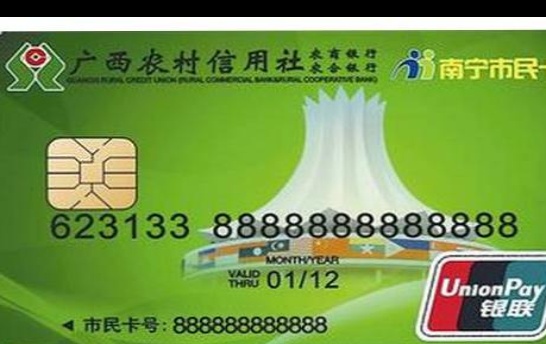 广西农村信用社 农商银行
农合银行
GUANGXI RURAL CREDIT UNION (RURAL COMMERCIAL BANK&RURAL COOPERATIVE BANK)
南宁市民一
623133 8888888888888
MONTH/YEAR
VALID THRU 01/12
市民卡号: 888888888888
UnionPay
银联